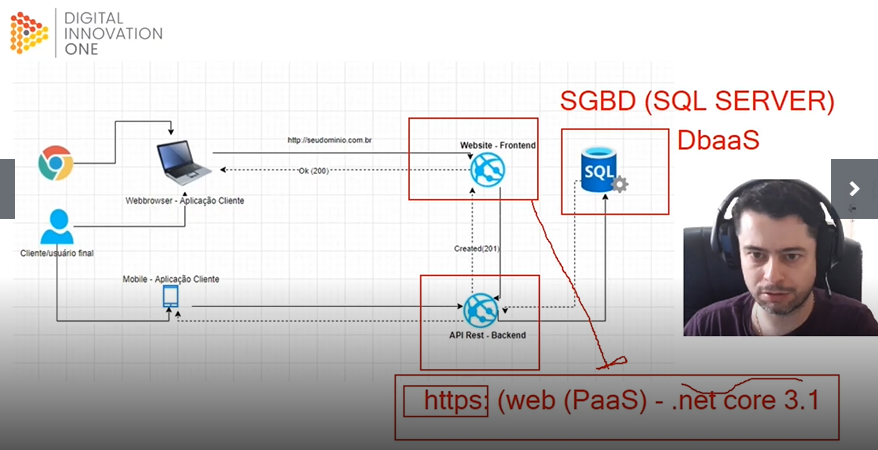 DIGITAL
INNOVATION
ONE
SGBD (SQL SERVER)
DbaaS
http://seudominio.com.br
Website - Frontend
Ok (200)
SQL
Webbrowser - Aplicação Cliente
Cliente/usuário final
Created(201)
Mobile - Aplicação Cliente
API Rest - Backend
https: (web (PaaS) - .net core 3.1